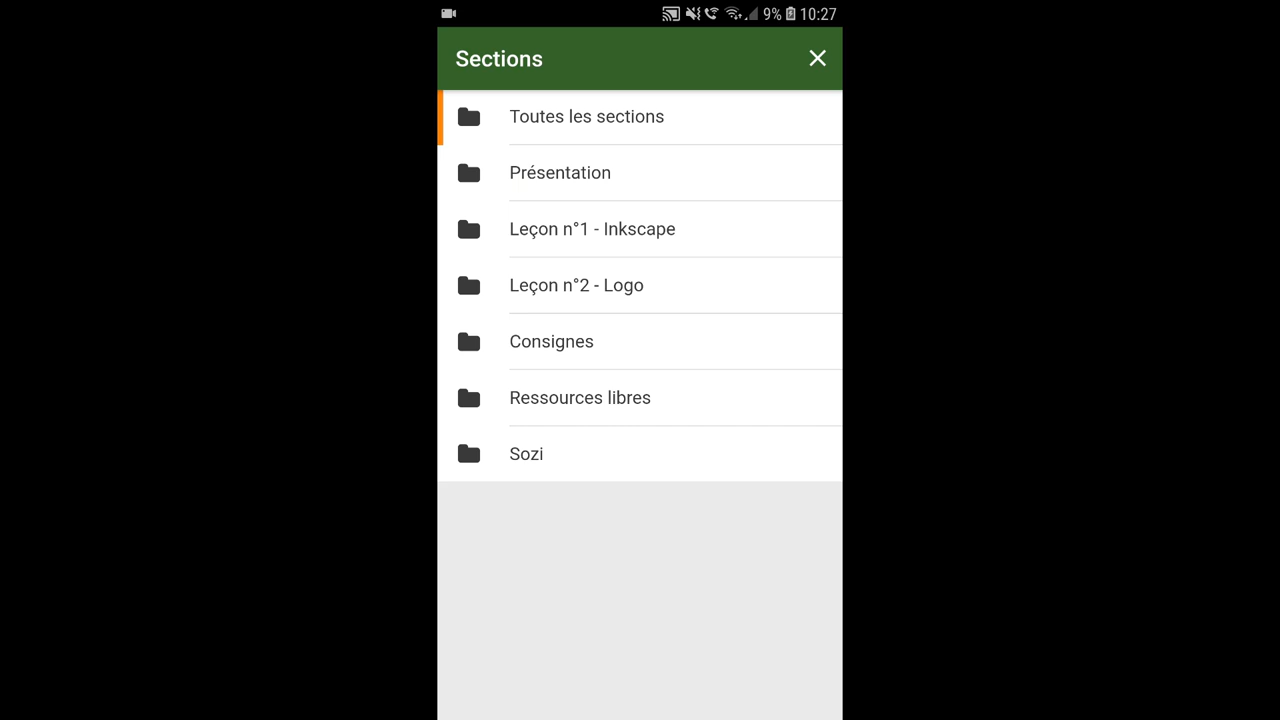 9% 10:27
Sections
Toutes les sections
Présentation
Leçon n°1 - Inkscape
Leçon n°2 - Logo
Consignes
Ressources libres
Sozi